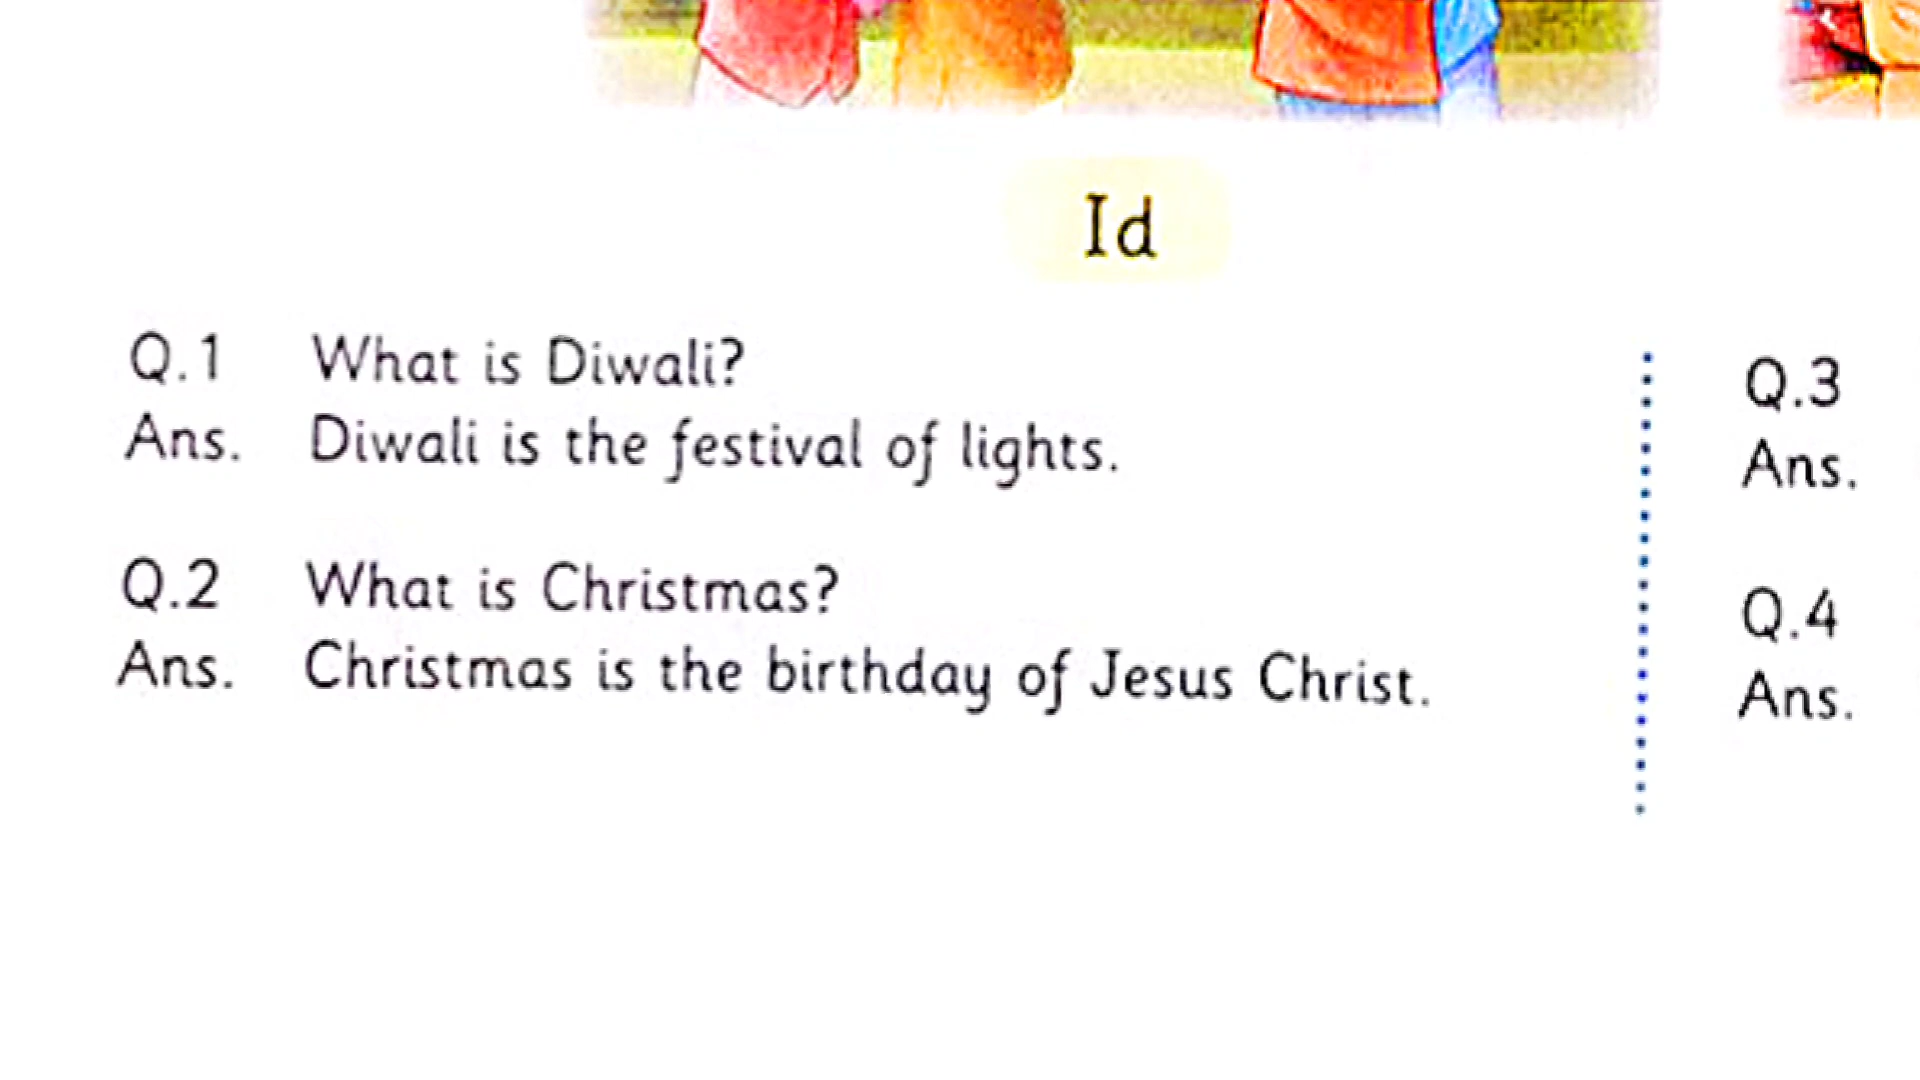 Id
Q.1 What is Diwali?
Ans. Diwali is the festival of lights.
Q.2 What is Christmas?
Ans. Christmas is the birthday of Jesus Christ.
Q.3
Ans.
Q.4
Ans.